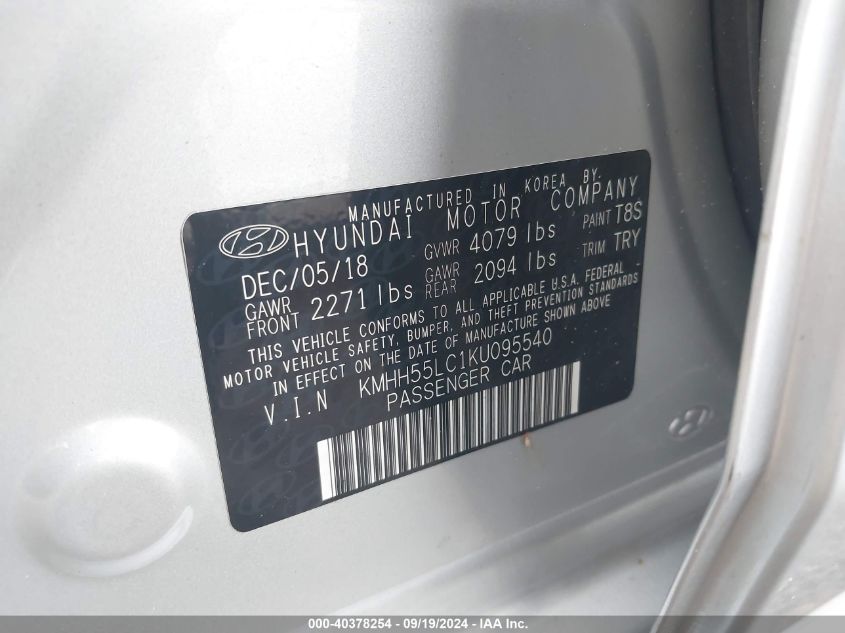 MANUFACTURED IN KOREA BY.
HYUNDAI MOTOR COMPANY
DEC/05/18 GVWR 4079 lbs PAINT T8S
GAWR FRONT 2271 lbs GAWR REAR 2094 lbs TRIM TRY
THIS VEHICLE CONFORMS TO ALL APPLICABLE U.S.A. FEDERAL
MOTOR VEHICLE SAFETY, BUMPER, AND THEFT PREVENTION STANDARDS
IN EFFECT ON THE DATE OF MANUFACTURE SHOWN ABOVE
V.I.N KMHH55LC1KU095540
PASSENGER CAR
000-40378254 - 09/19/2024 - IAA Inc.